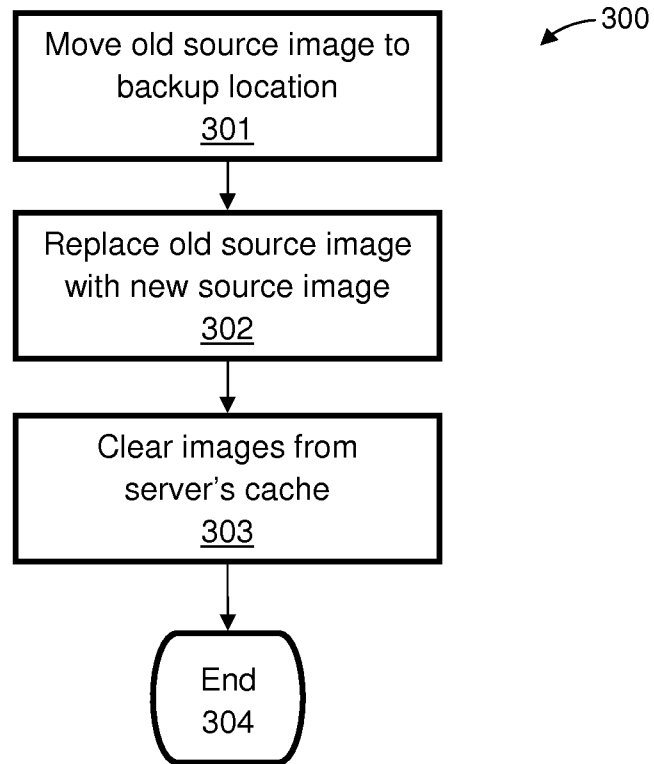 300
Move old source image to
backup location
301
Replace old source image
with new source image
302
Clear images from
server's cache
303
End
304